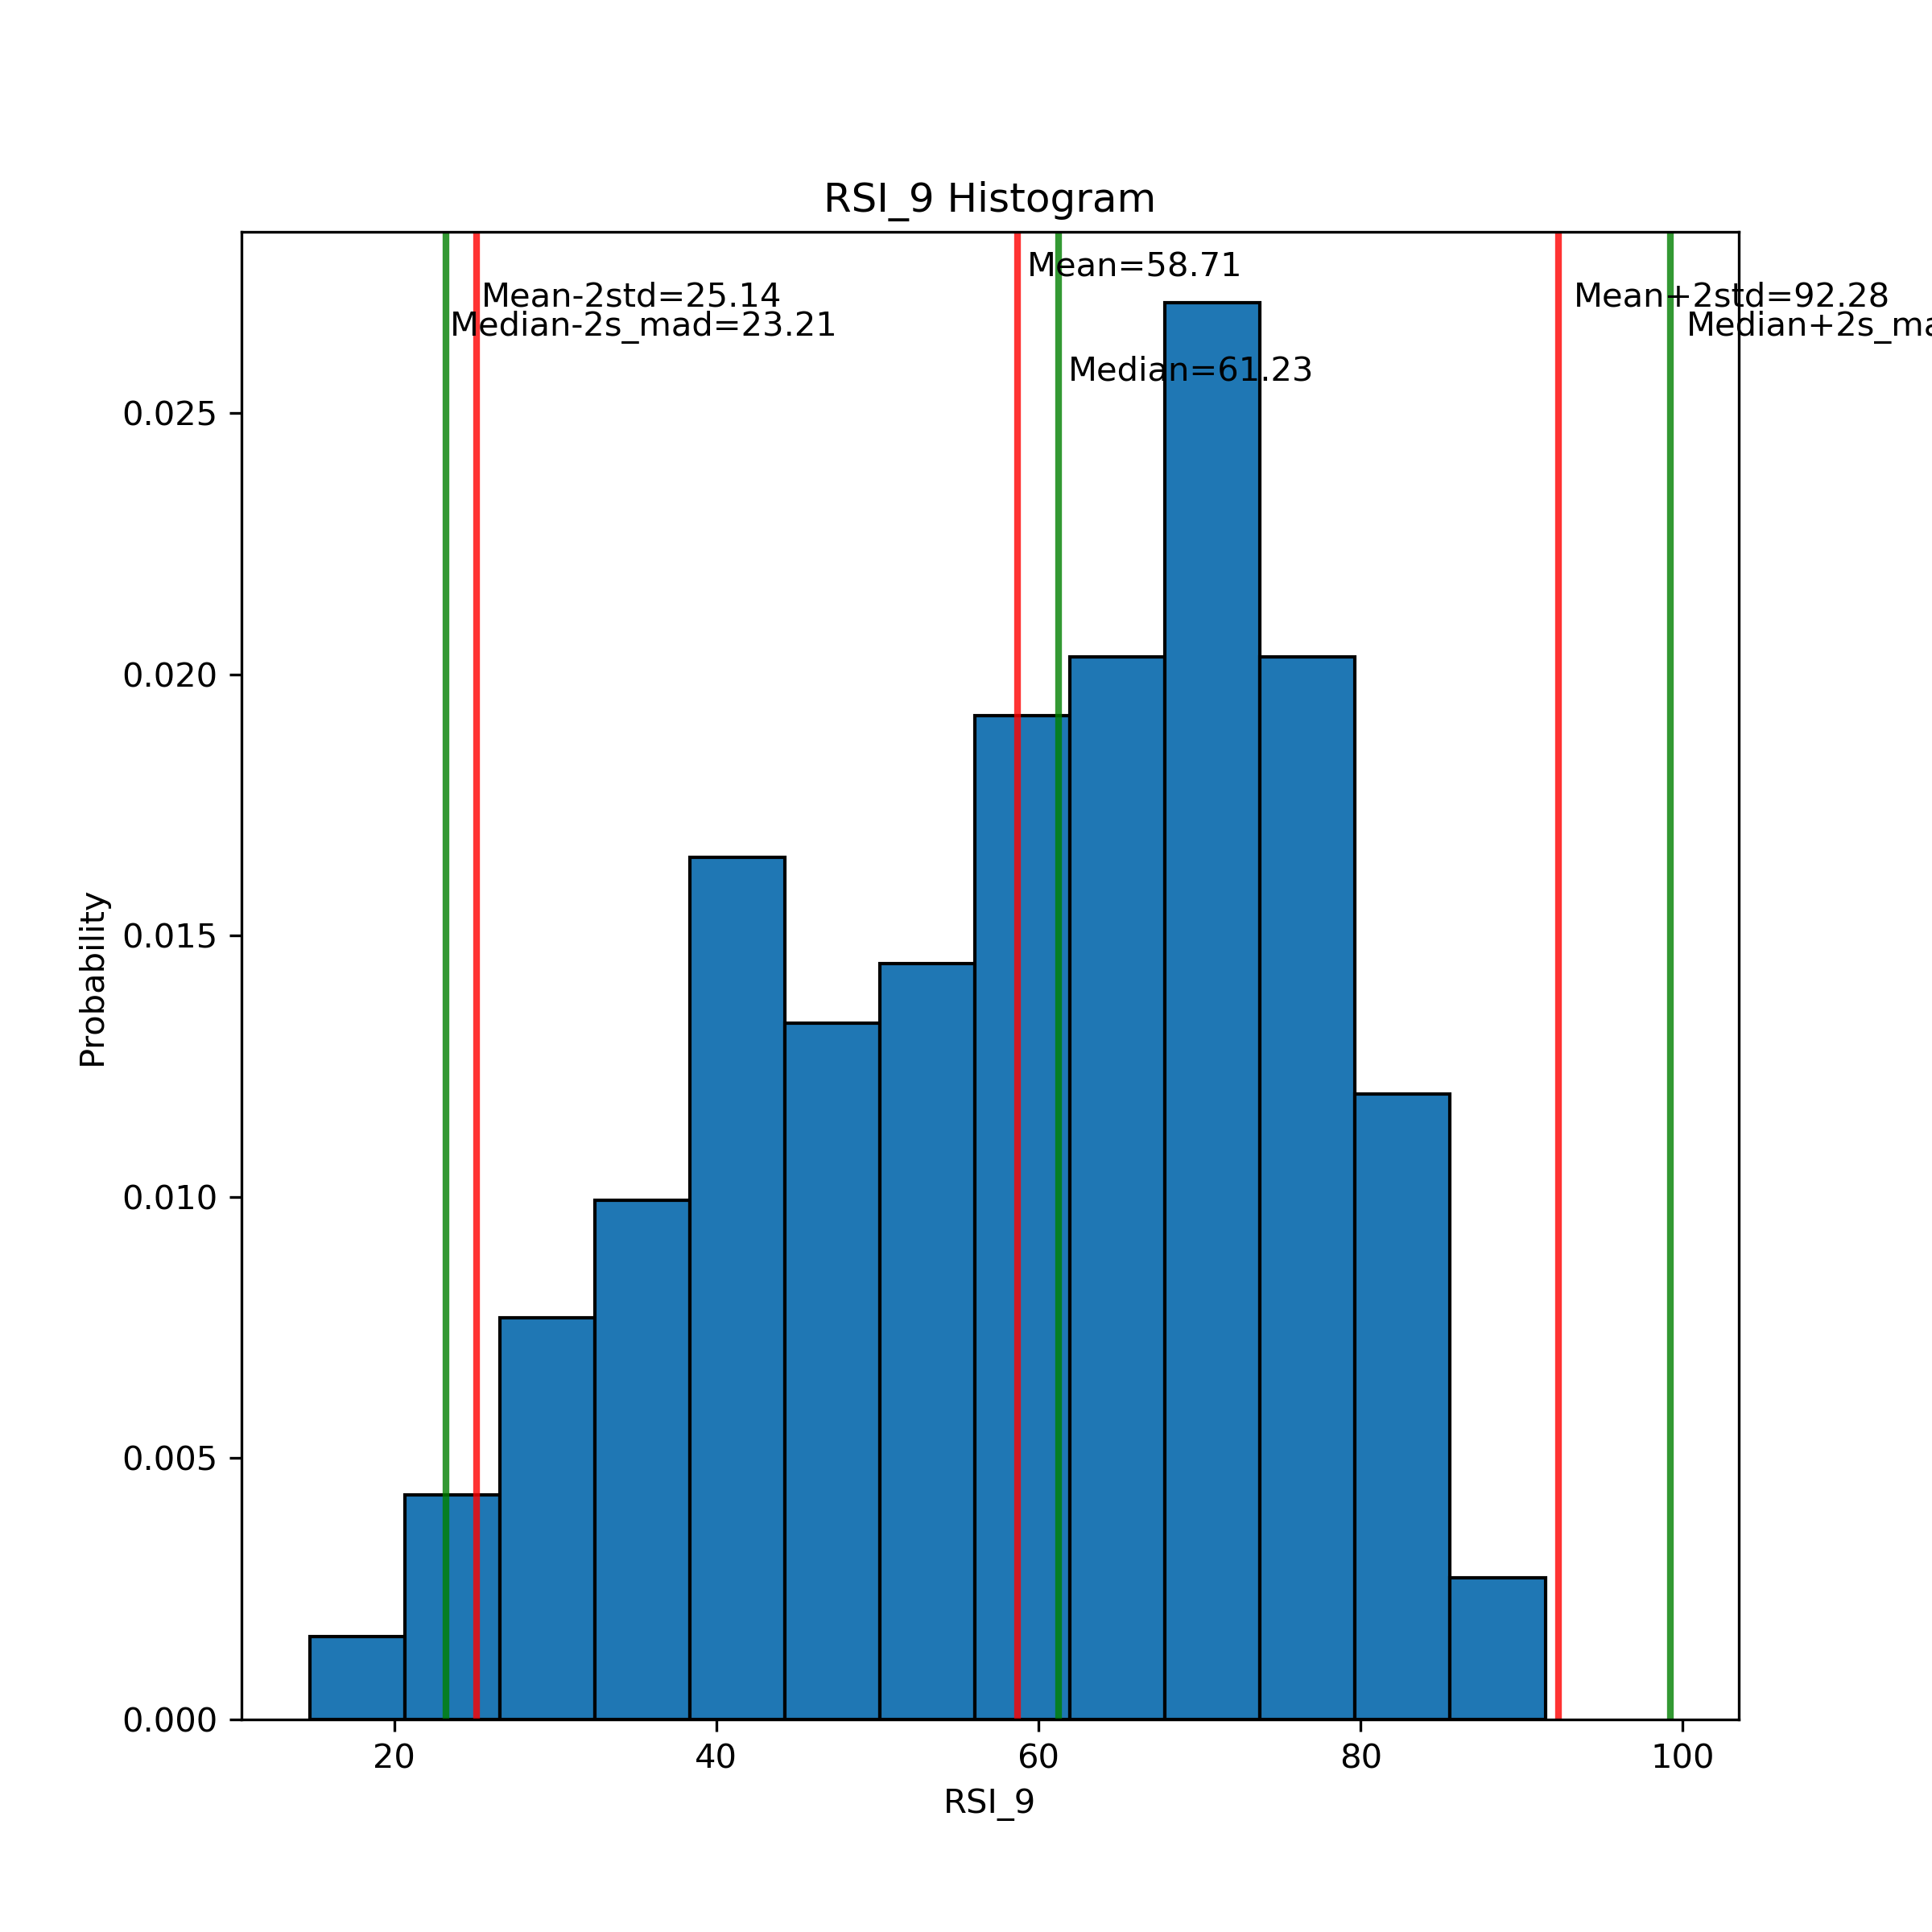 RSI_9 Histogram
Mean=58.71
Mean-2std=25.14
Mean+2std=92.28
Median-2s_mad=23.21
Median+2s_ma
Median=61.23
0.025
0.020
0.015
0.010
0.005
0.000
Probability
20 40 60 80 100
RSI_9